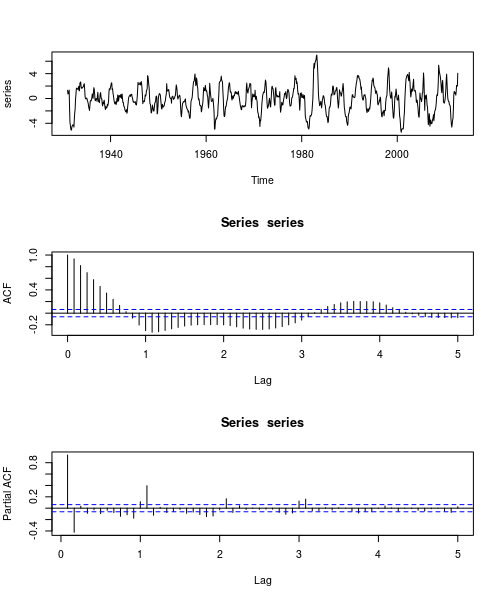 series
4
0
-4
1940 1960 1980 2000
Time
Series series
ACF
1.0
0.4
-0.2
0 1 2 3 4 5
Lag
Series series
Partial ACF
0.8
0.2
-0.4
0 1 2 3 4 5
Lag